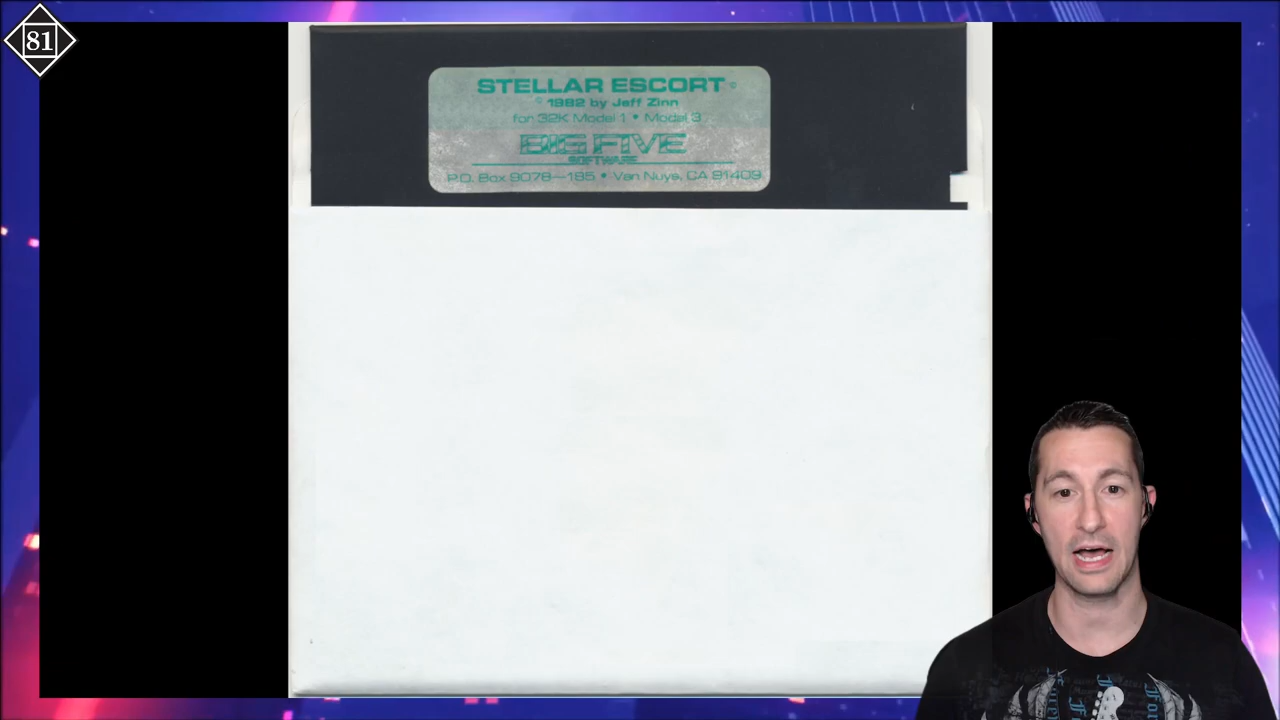 81
STELLAR ESCORT ©
© 1982 by Jeff Zinn
for 32K Model 1 • Model 3
BIG FIVE
SOFTWARE
P.O. Box 9078—185 • Van Nuys, CA 91409